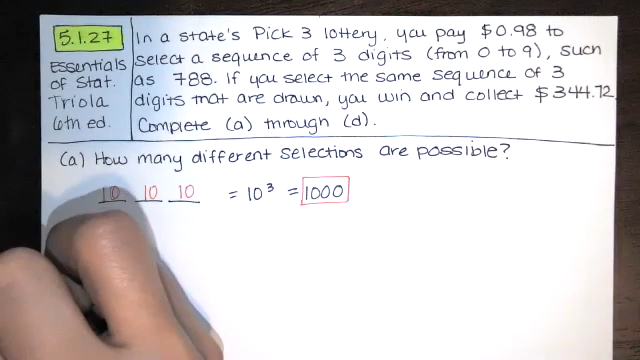 5.1.27
Essentials
of Stat.
Triola
6th ed.
In a state's Pick 3 lottery, you pay $0.98 to
select a sequence of 3 digits (from 0 to 9), such
as 788. If you select the same sequence of 3
digits that are drawn, you win and collect $344.72.
Complete (a) through (d).
(a) How many different selections are possible?
10 10 10 = 10³ = 1000